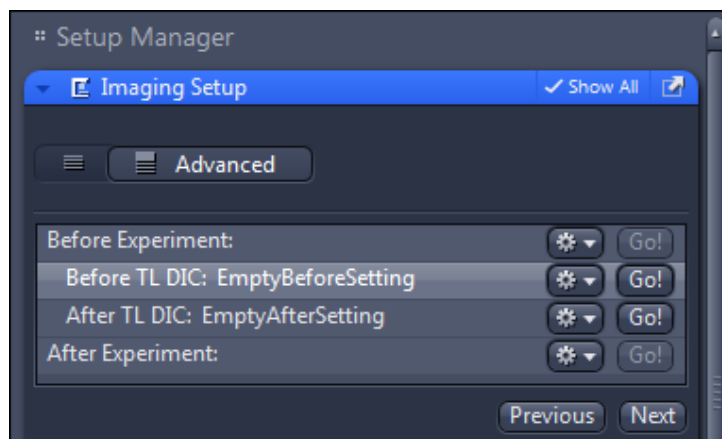 Setup Manager
Imaging Setup Show All
Advanced
Before Experiment: Go!
Before TL DIC: EmptyBeforeSetting Go!
After TL DIC: EmptyAfterSetting Go!
After Experiment: Go!
Previous Next